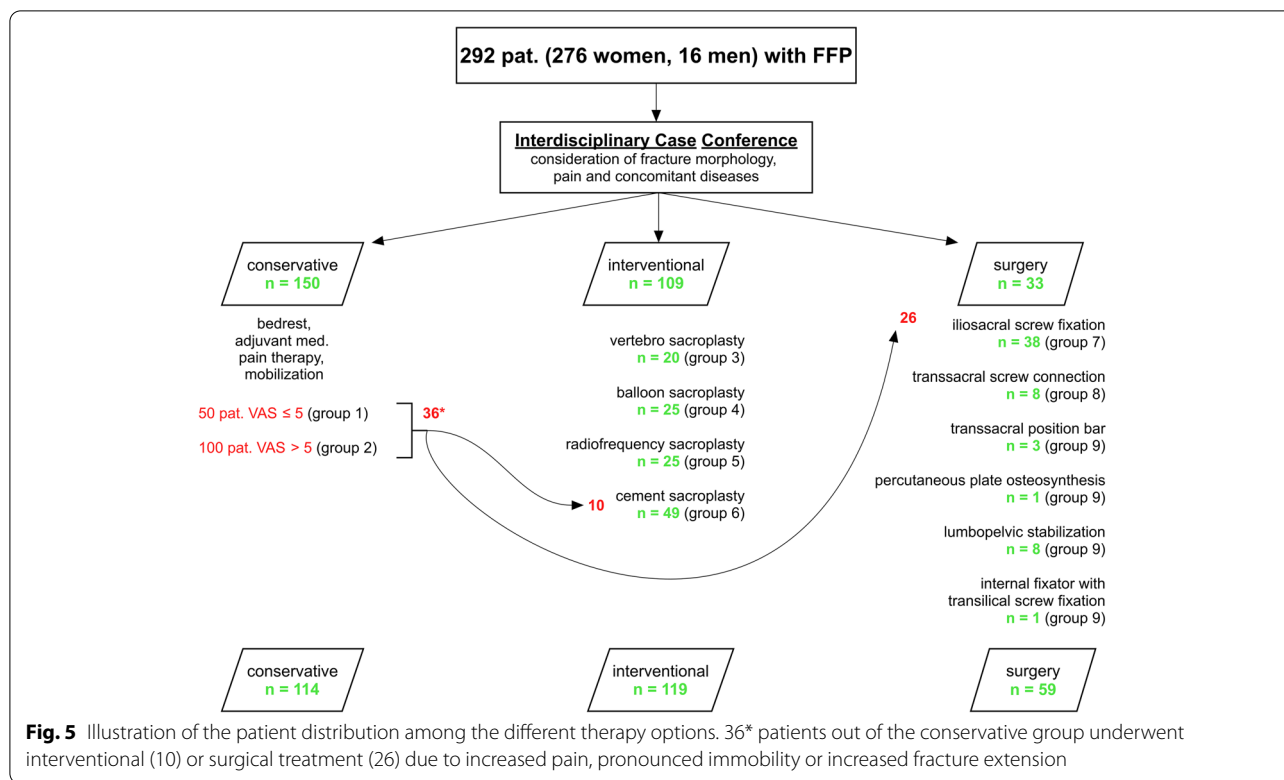 292 pat. (276 women, 16 men) with FFP
Interdisciplinary Case Conference
consideration of fracture morphology,
pain and concomitant diseases
conservative
n = 150
bedrest,
adjuvant med.
pain therapy,
mobilization
50 pat. VAS ≤ 5 (group 1)
100 pat. VAS > 5 (group 2)
36*
interventional
n = 109
vertebro sacroplasty
n = 20 (group 3)
balloon sacroplasty
n = 25 (group 4)
radiofrequency sacroplasty
n = 25 (group 5)
10
cement sacroplasty
n = 49 (group 6)
surgery
n = 33
26
iliosacral screw fixation
n = 38 (group 7)
transsacral screw connection
n = 8 (group 8)
transsacral position bar
n = 3 (group 9)
percutaneous plate osteosynthesis
n = 1 (group 9)
lumbopelvic stabilization
n = 8 (group 9)
internal fixator with
transilical screw fixation
n = 1 (group 9)
conservative
n = 114
interventional
n = 119
surgery
n = 59
Fig. 5 Illustration of the patient distribution among the different therapy options. 36* patients out of the conservative group underwent
interventional (10) or surgical treatment (26) due to increased pain, pronounced immobility or increased fracture extension